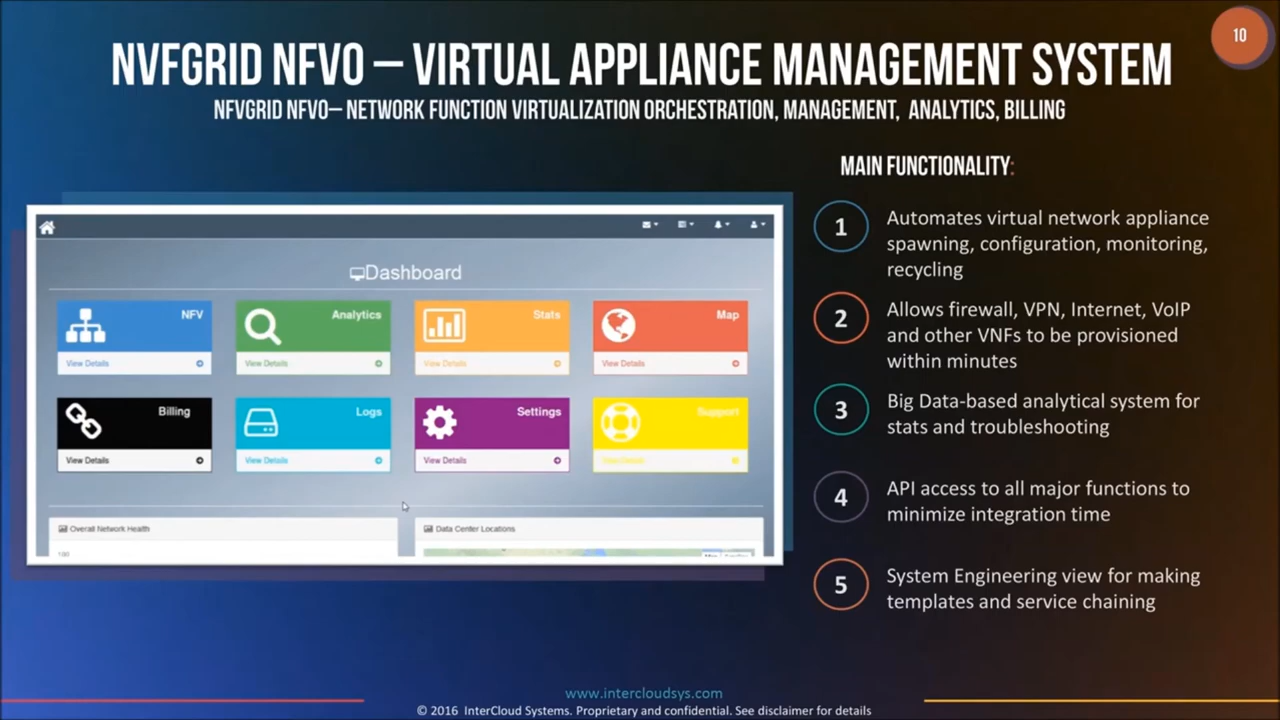 10
NVFGRID NFVO – VIRTUAL APPLIANCE MANAGEMENT SYSTEM
NFVGRID NFVO– NETWORK FUNCTION VIRTUALIZATION ORCHESTRATION, MANAGEMENT, ANALYTICS, BILLING
Dashboard
NFV
View Details
Analytics
View Details
Stats
View Details
Map
View Details
Billing
View Details
Logs
View Details
Settings
View Details
Support
View Details
Overall Network Health
100
Data Center Locations
MAIN FUNCTIONALITY:
1
Automates virtual network appliance
spawning, configuration, monitoring,
recycling
2
Allows firewall, VPN, Internet, VoIP
and other VNFs to be provisioned
within minutes
3
Big Data-based analytical system for
stats and troubleshooting
4
API access to all major functions to
minimize integration time
5
System Engineering view for making
templates and service chaining
www.intercloudsys.com
© 2016 InterCloud Systems. Proprietary and confidential. See disclaimer for details